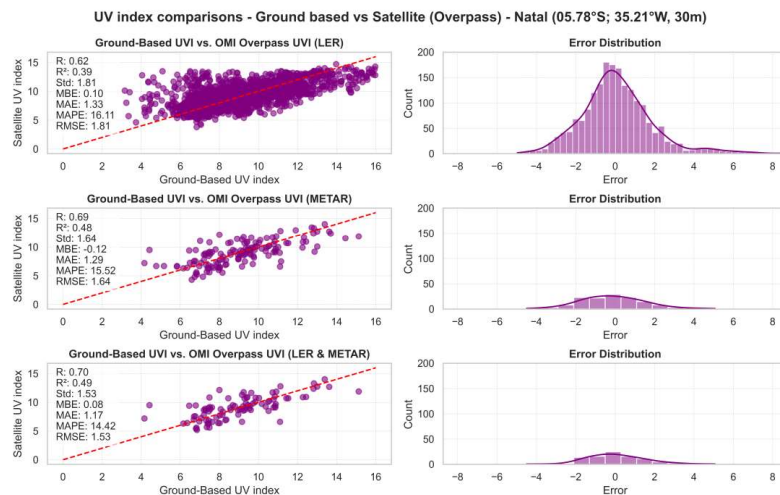 UV index comparisons - Ground based vs Satellite (Overpass) - Natal (05.78°S; 35.21°W, 30m)
Ground-Based UVI vs. OMI Overpass UVI (LER)
Satellite UV index
15
10
5
0
R: 0.62
R²: 0.39
Std: 1.81
MBE: 0.10
MAE: 1.33
MAPE: 16.11
RMSE: 1.81
0 2 4 6 8 10 12 14 16
Ground-Based UV index
Error Distribution
Count
200
150
100
50
0
−8 −6 −4 −2 0 2 4 6 8
Error
Ground-Based UVI vs. OMI Overpass UVI (METAR)
Satellite UV index
15
10
5
0
R: 0.69
R²: 0.48
Std: 1.64
MBE: -0.12
MAE: 1.29
MAPE: 15.52
RMSE: 1.64
0 2 4 6 8 10 12 14 16
Ground-Based UV index
Error Distribution
Count
200
150
100
50
0
−8 −6 −4 −2 0 2 4 6 8
Error
Ground-Based UVI vs. OMI Overpass UVI (LER & METAR)
Satellite UV index
15
10
5
0
R: 0.70
R²: 0.49
Std: 1.53
MBE: 0.08
MAE: 1.17
MAPE: 14.42
RMSE: 1.53
0 2 4 6 8 10 12 14 16
Ground-Based UV index
Error Distribution
Count
200
150
100
50
0
−8 −6 −4 −2 0 2 4 6 8
Error